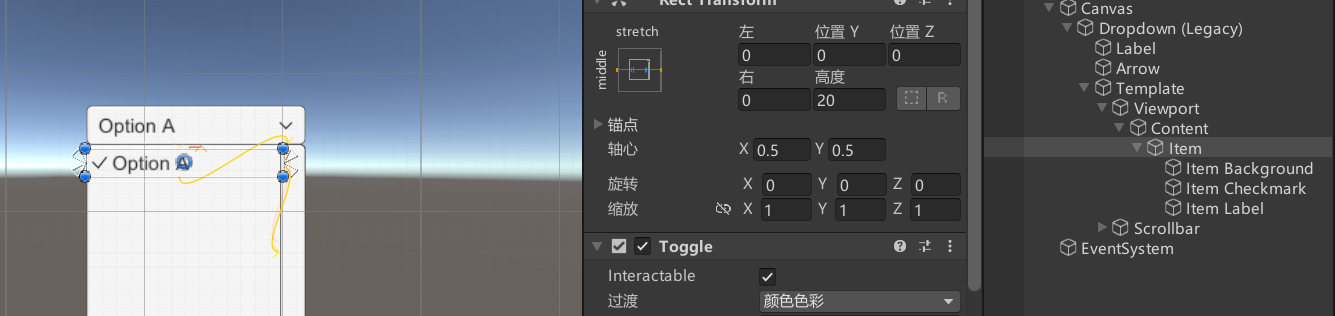 Option A
✓ Option A
Rect Transform
stretch
middle
左 位置 Y 位置 Z
0 0 0
右 高度
0 20
R
锚点
轴心 X 0.5 Y 0.5
旋转 X 0 Y 0 Z 0
缩放 X 1 Y 1 Z 1
Toggle
Interactable
过渡 颜色色彩
Canvas
Dropdown (Legacy)
Label
Arrow
Template
Viewport
Content
Item
Item Background
Item Checkmark
Item Label
Scrollbar
EventSystem